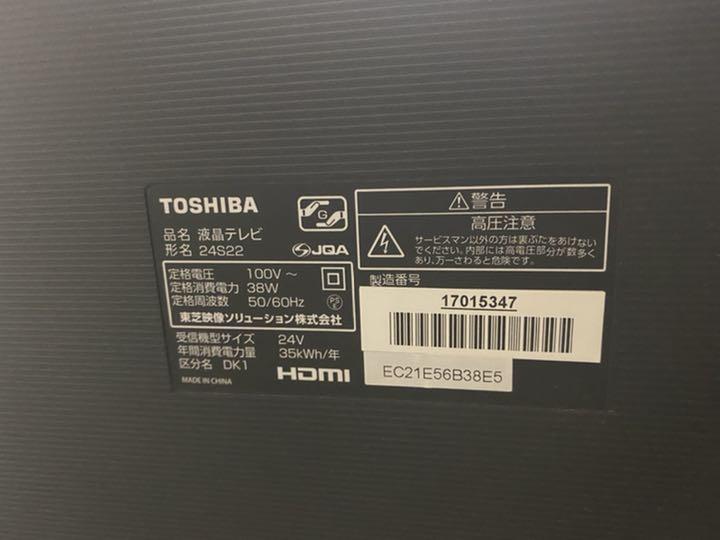 TOSHIBA
品名 液晶テレビ
形名 24S22
G
JQA
定格電圧 100V～
定格消費電力 38W
定格周波数 50/60Hz
PS
E
東芝映像ソリューション株式会社
受信機型サイズ 24V
年間消費電力量 35kWh/年
区分名 DK1
MADE IN CHINA
HDMI
警告
高圧注意
サービスマン以外の方は裏ぶたをあけない
でください。内部には高電圧部分が数多く
あり、万一さわると危険です。
製造番号
17015347
EC21E56B38E5